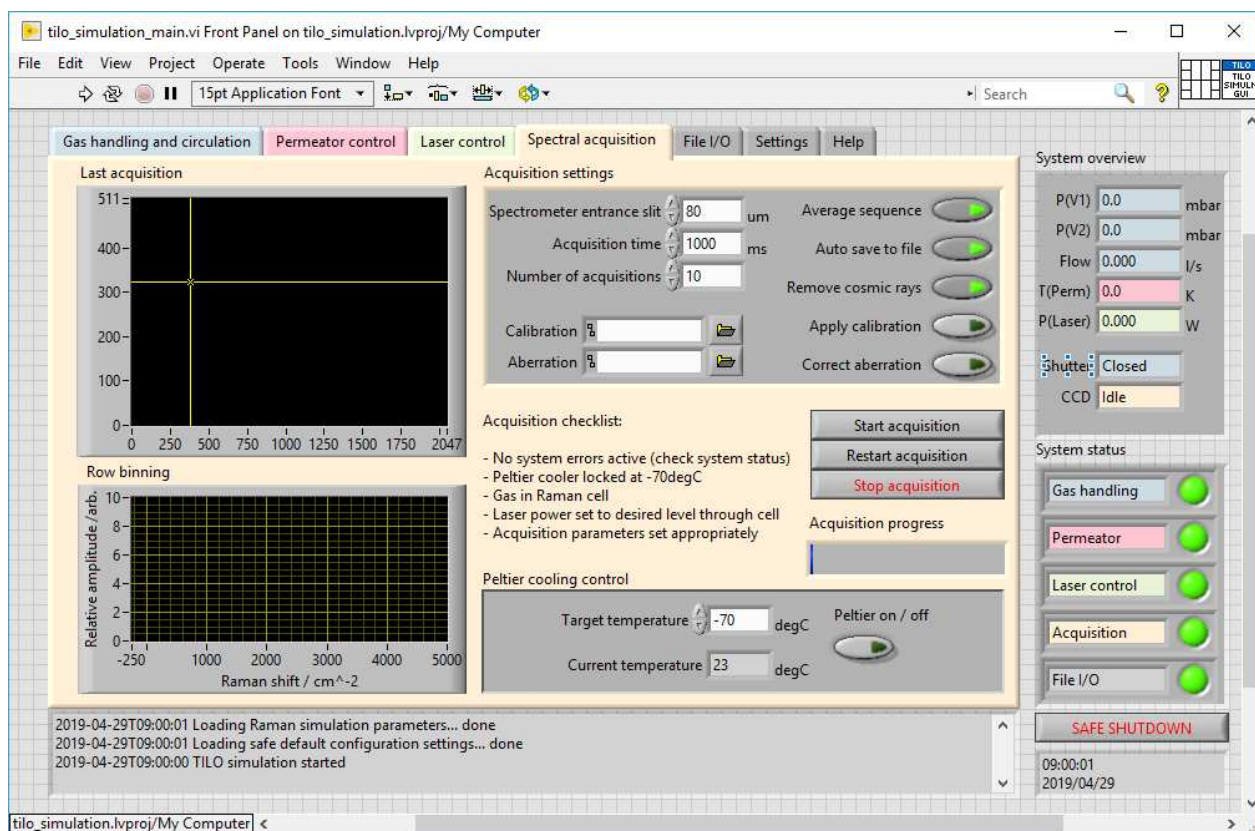 tilo_simulation_main.vi Front Panel on tilo_simulation.lvproj/My Computer
File Edit View Project Operate Tools Window Help
15pt Application Font
Search
TILO
TILO
SIMULN
GUI
Gas handling and circulation
Permeator control
Laser control
Spectral acquisition
File I/O
Settings
Help
Last acquisition
511
400
300
200
100
0
0 250 500 750 1000 1250 1500 1750 2047
Row binning
Relative amplitude /arb.
10
8
6
4
2
0
-250 1000 2000 3000 4000 5000
Raman shift / cm^-2
Acquisition settings
Spectrometer entrance slit 80 um
Acquisition time 1000 ms
Number of acquisitions 10
Calibration
Aberration
Average sequence
Auto save to file
Remove cosmic rays
Apply calibration
Correct aberration
Acquisition checklist:
- No system errors active (check system status)
- Peltier cooler locked at -70degC
- Gas in Raman cell
- Laser power set to desired level through cell
- Acquisition parameters set appropriately
Start acquisition
Restart acquisition
Stop acquisition
Acquisition progress
Peltier cooling control
Target temperature -70 degC
Current temperature 23 degC
Peltier on / off
System overview
P(V1) 0.0 mbar
P(V2) 0.0 mbar
Flow 0.000 l/s
T(Perm) 0.0 K
P(Laser) 0.000 W
Shutter Closed
CCD Idle
System status
Gas handling
Permeator
Laser control
Acquisition
File I/O
SAFE SHUTDOWN
09:00:01
2019/04/29
2019-04-29T09:00:01 Loading Raman simulation parameters... done
2019-04-29T09:00:01 Loading safe default configuration settings... done
2019-04-29T09:00:00 TILO simulation started
tilo_simulation.lvproj/My Computer